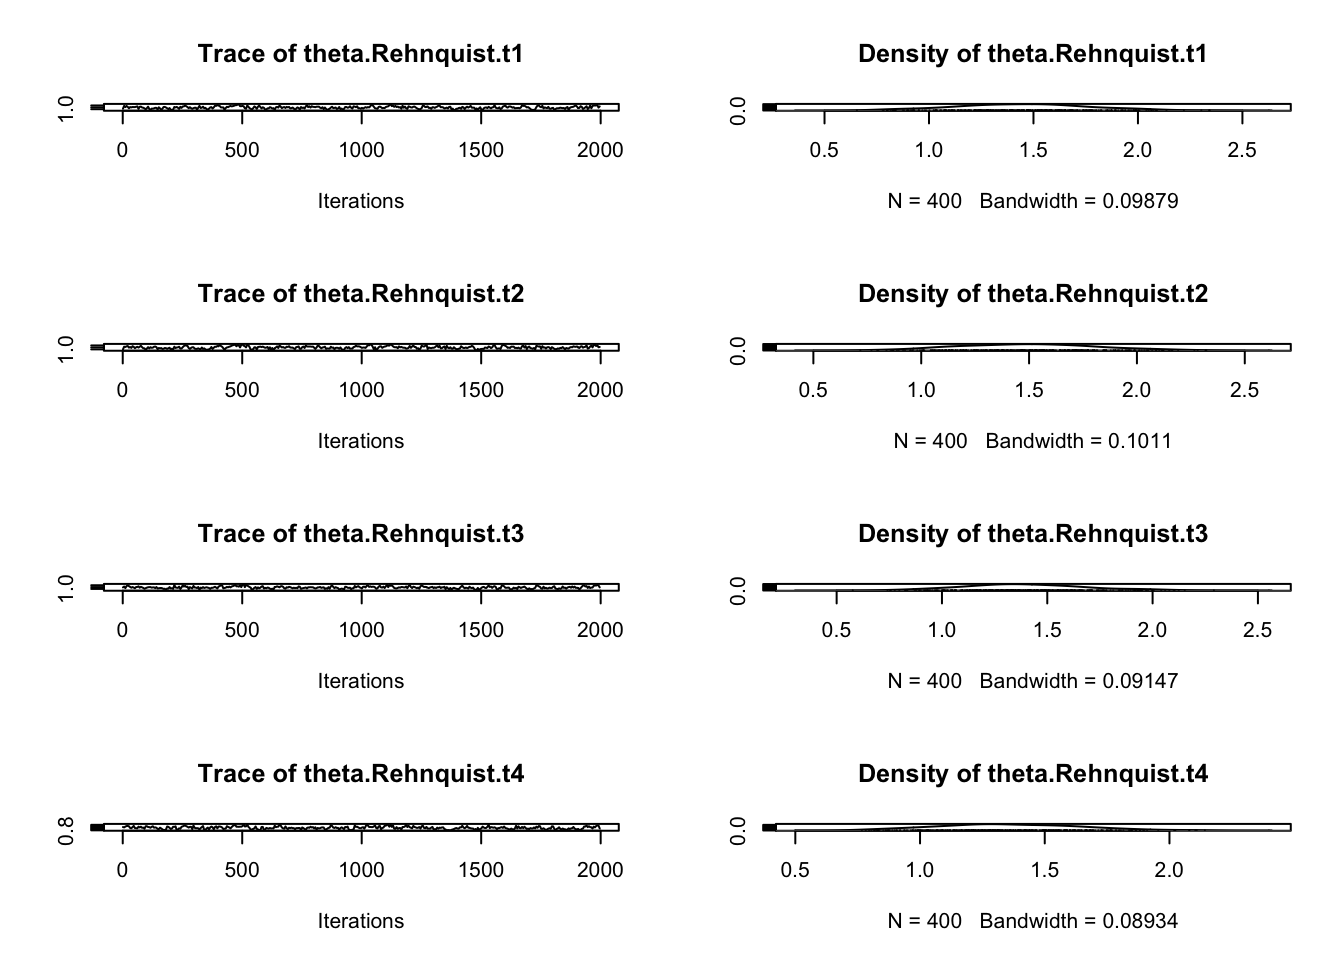 Trace of theta.Rehnquist.t1
1.0
0 500 1000 1500 2000
Iterations
Density of theta.Rehnquist.t1
0.0
0.5 1.0 1.5 2.0 2.5
N = 400 Bandwidth = 0.09879
Trace of theta.Rehnquist.t2
1.0
0 500 1000 1500 2000
Iterations
Density of theta.Rehnquist.t2
0.0
0.5 1.0 1.5 2.0 2.5
N = 400 Bandwidth = 0.1011
Trace of theta.Rehnquist.t3
1.0
0 500 1000 1500 2000
Iterations
Density of theta.Rehnquist.t3
0.0
0.5 1.0 1.5 2.0 2.5
N = 400 Bandwidth = 0.09147
Trace of theta.Rehnquist.t4
0.8
0 500 1000 1500 2000
Iterations
Density of theta.Rehnquist.t4
0.0
0.5 1.0 1.5 2.0
N = 400 Bandwidth = 0.08934